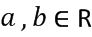 a , b ∈ R